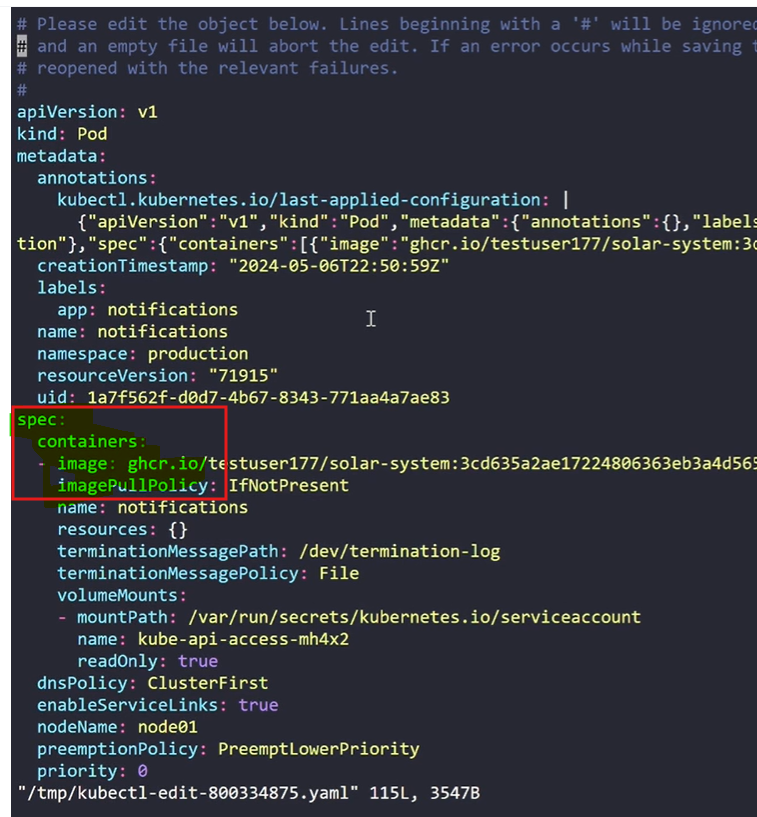 # Please edit the object below. Lines beginning with a '#' will be ignored
# and an empty file will abort the edit. If an error occurs while saving
# reopened with the relevant failures.
#
apiVersion: v1
kind: Pod
metadata:
  annotations:
    kubectl.kubernetes.io/last-applied-configuration: |
      {"apiVersion":"v1","kind":"Pod","metadata":{"annotations":{},"labels
tion"},"spec":{"containers":[{"image":"ghcr.io/testuser177/solar-system:3c
  creationTimestamp: "2024-05-06T22:50:59Z"
  labels:
    app: notifications
  name: notifications
  namespace: production
  resourceVersion: "71915"
  uid: 1a7f562f-d0d7-4b67-8343-771aa4a7ae83
spec:
  containers:
  - image: ghcr.io/testuser177/solar-system:3cd635a2ae17224806363eb3a4d565
    imagePullPolicy: IfNotPresent
    name: notifications
    resources: {}
    terminationMessagePath: /dev/termination-log
    terminationMessagePolicy: File
    volumeMounts:
    - mountPath: /var/run/secrets/kubernetes.io/serviceaccount
      name: kube-api-access-mh4x2
      readOnly: true
  dnsPolicy: ClusterFirst
  enableServiceLinks: true
  nodeName: node01
  preemptionPolicy: PreemptLowerPriority
  priority: 0
"/tmp/kubectl-edit-800334875.yaml" 115L, 3547B